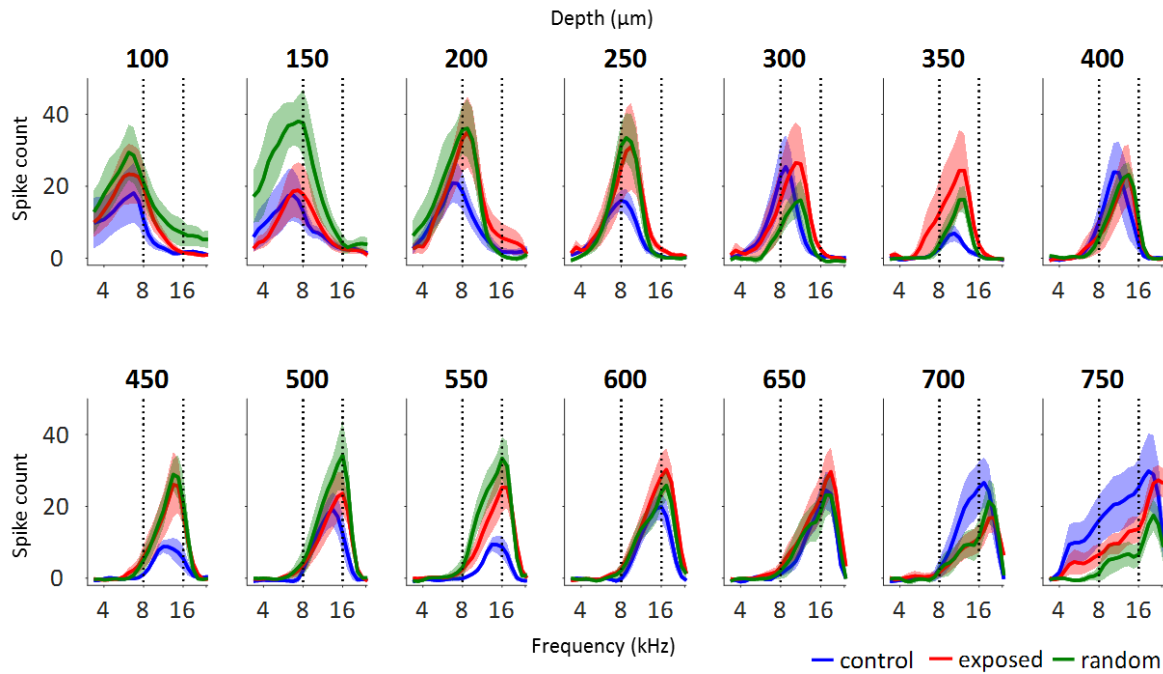 Depth (μm)
100 150 200 250 300 350 400
Spike count
40
20
0
4 8 16 4 8 16 4 8 16 4 8 16 4 8 16 4 8 16 4 8 16
450 500 550 600 650 700 750
Spike count
40
20
0
4 8 16 4 8 16 4 8 16 4 8 16 4 8 16 4 8 16 4 8 16
Frequency (kHz)
control exposed random